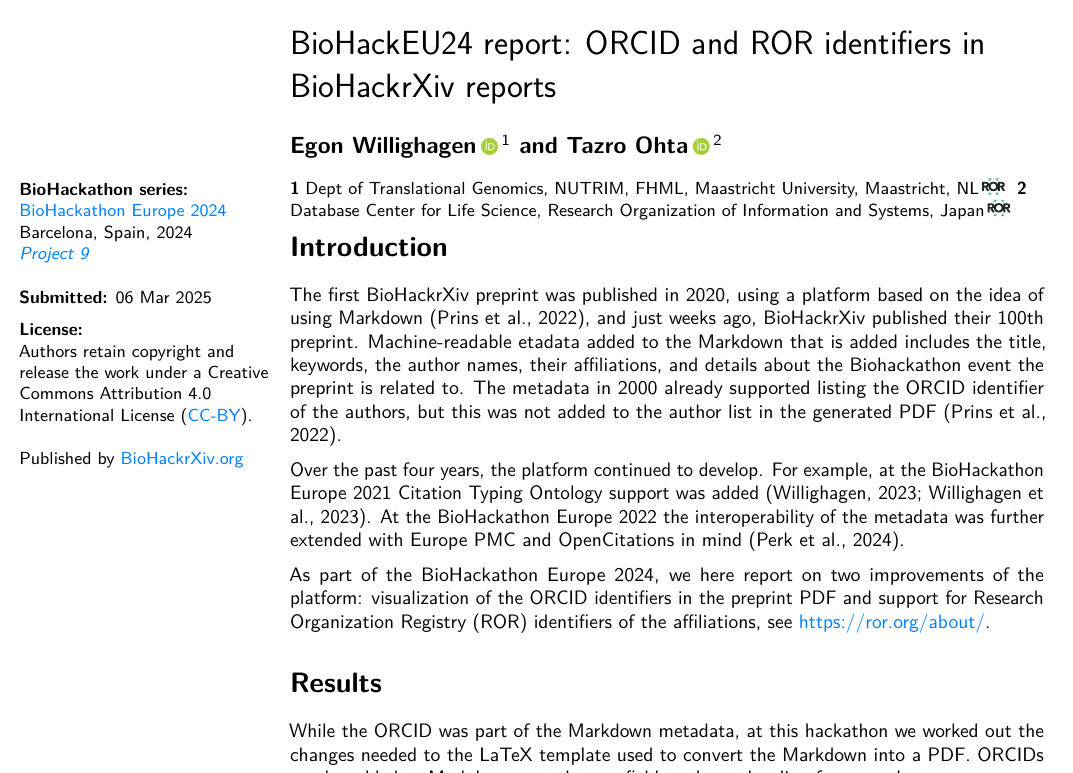 BioHackEU24 report: ORCID and ROR identifiers in
BioHackrXiv reports
Egon Willighagen iD 1 and Tazro Ohta iD 2
BioHackathon series:
BioHackathon Europe 2024
Barcelona, Spain, 2024
Project 9
Submitted: 06 Mar 2025
License:
Authors retain copyright and
release the work under a Creative
Commons Attribution 4.0
International License (CC-BY).
Published by BioHackrXiv.org
1 Dept of Translational Genomics, NUTRIM, FHML, Maastricht University, Maastricht, NL ROR 2
Database Center for Life Science, Research Organization of Information and Systems, Japan ROR
Introduction
The first BioHackrXiv preprint was published in 2020, using a platform based on the idea of
using Markdown (Prins et al., 2022), and just weeks ago, BioHackrXiv published their 100th
preprint. Machine-readable etadata added to the Markdown that is added includes the title,
keywords, the author names, their affiliations, and details about the Biohackathon event the
preprint is related to. The metadata in 2000 already supported listing the ORCID identifier
of the authors, but this was not added to the author list in the generated PDF (Prins et al.,
2022).
Over the past four years, the platform continued to develop. For example, at the BioHackathon
Europe 2021 Citation Typing Ontology support was added (Willighagen, 2023; Willighagen et
al., 2023). At the BioHackathon Europe 2022 the interoperability of the metadata was further
extended with Europe PMC and OpenCitations in mind (Perk et al., 2024).
As part of the BioHackathon Europe 2024, we here report on two improvements of the
platform: visualization of the ORCID identifiers in the preprint PDF and support for Research
Organization Registry (ROR) identifiers of the affiliations, see https://ror.org/about/.
Results
While the ORCID was part of the Markdown metadata, at this hackathon we worked out the
changes needed to the LaTeX template used to convert the Markdown into a PDF. ORCIDs